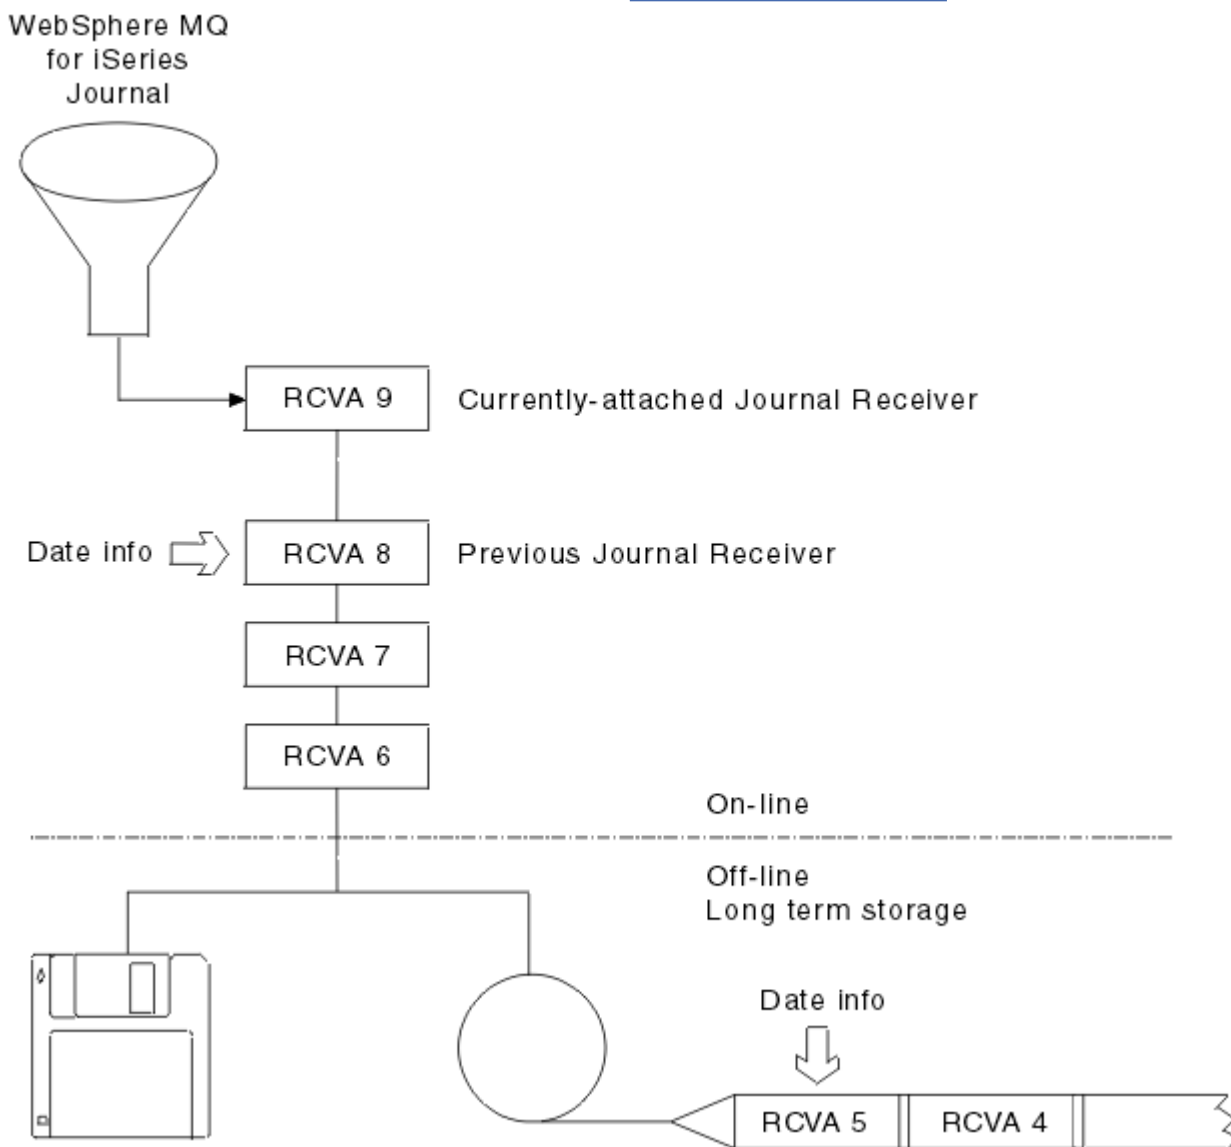 WebSphere MQ
for iSeries
Journal
RCVA 9
Currently-attached Journal Receiver
Date info
RCVA 8
Previous Journal Receiver
RCVA 7
RCVA 6
On-line
Off-line
Long term storage
Date info
RCVA 5
RCVA 4